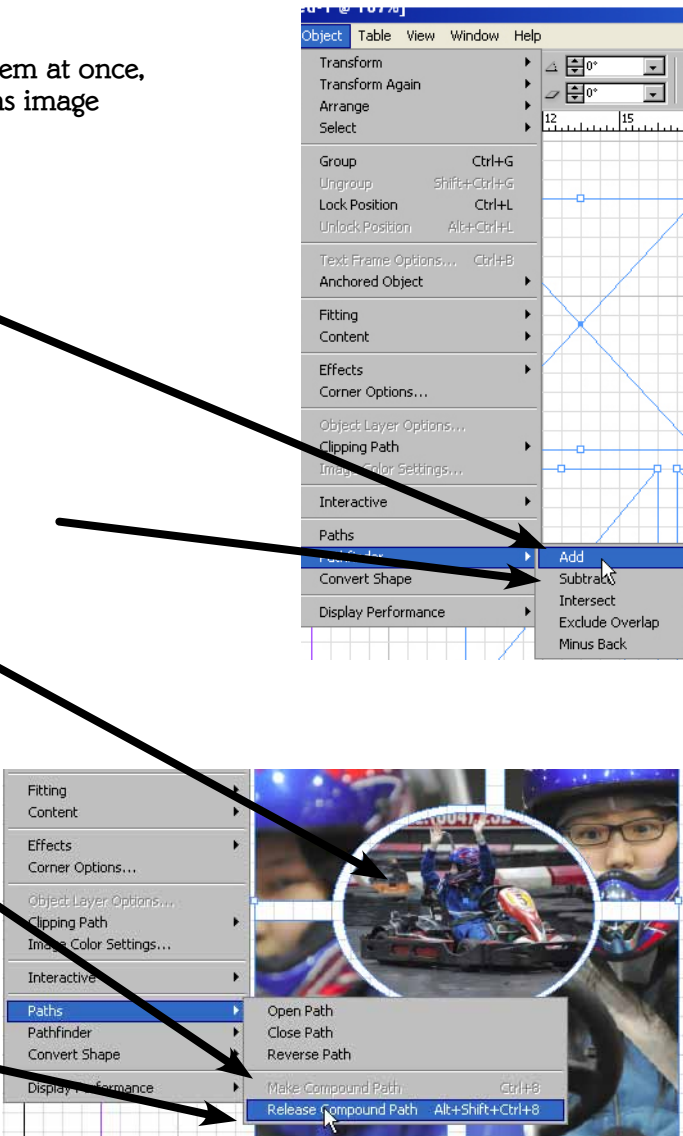 em at once,
as image
Object Table View Window Help
Transform
Transform Again
Arrange
Select
0°
0°
12 15
Group Ctrl+G
Ungroup Shift+Ctrl+G
Lock Position Ctrl+L
Unlock Position Alt+Ctrl+L
Text Frame Options... Ctrl+B
Anchored Object
Fitting
Content
Effects
Corner Options...
Object Layer Options...
Clipping Path
Image Color Settings...
Interactive
Paths
Pathfinder
Convert Shape
Display Performance
Add
Subtract
Intersect
Exclude Overlap
Minus Back
Fitting
Content
Effects
Corner Options...
Object Layer Options...
Clipping Path
Image Color Settings...
Interactive
Paths
Pathfinder
Convert Shape
Display Performance
Open Path
Close Path
Reverse Path
Make Compound Path Ctrl+8
Release Compound Path Alt+Shift+Ctrl+8